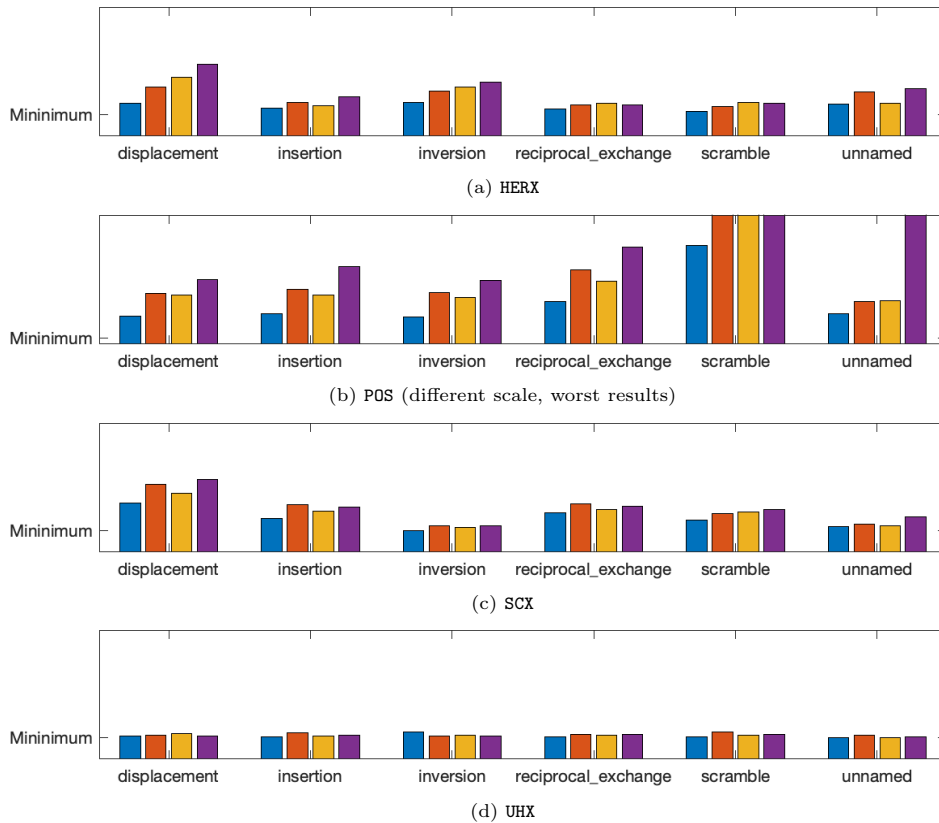 Mininimum
displacement insertion inversion reciprocal_exchange scramble unnamed
(a) HERX
Mininimum
displacement insertion inversion reciprocal_exchange scramble unnamed
(b) POS (different scale, worst results)
Mininimum
displacement insertion inversion reciprocal_exchange scramble unnamed
(c) SCX
Mininimum
displacement insertion inversion reciprocal_exchange scramble unnamed
(d) UHX